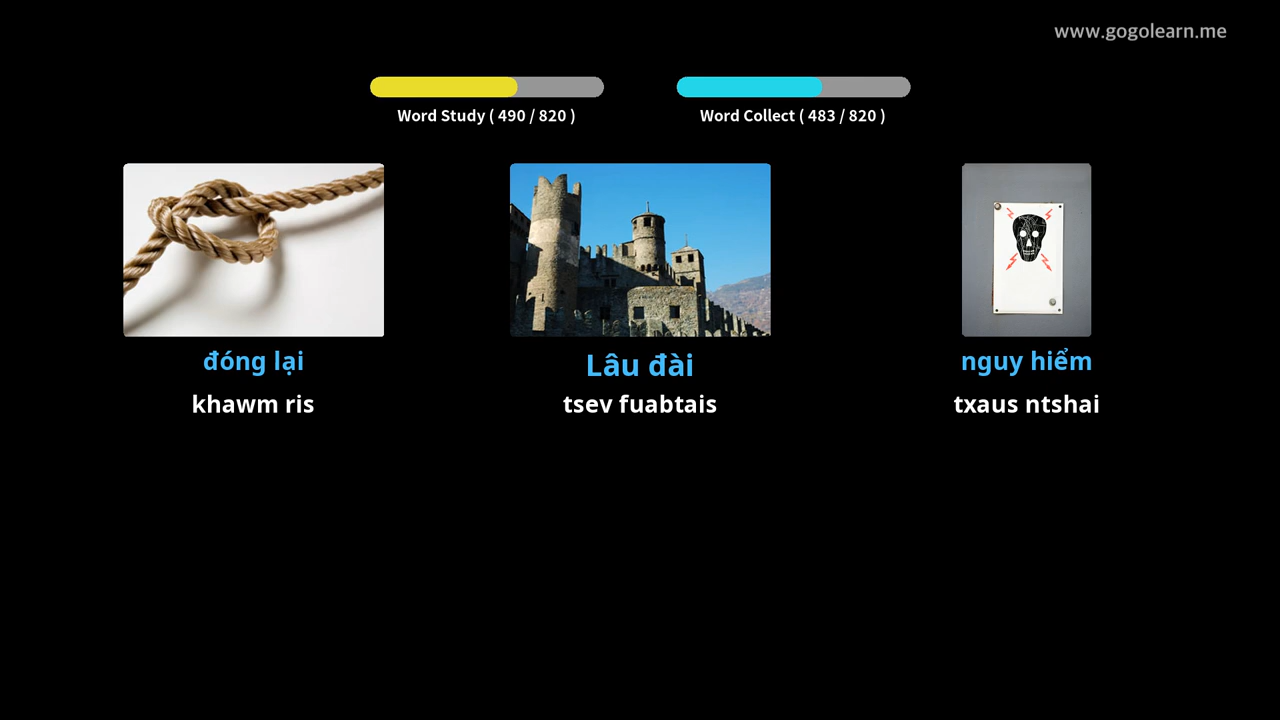 www.gogolearn.me
Word Study ( 490 / 820 )
Word Collect ( 483 / 820 )
đóng lại
Lâu đài
nguy hiểm
khawm ris
tsev fuabtais
txaus ntshai